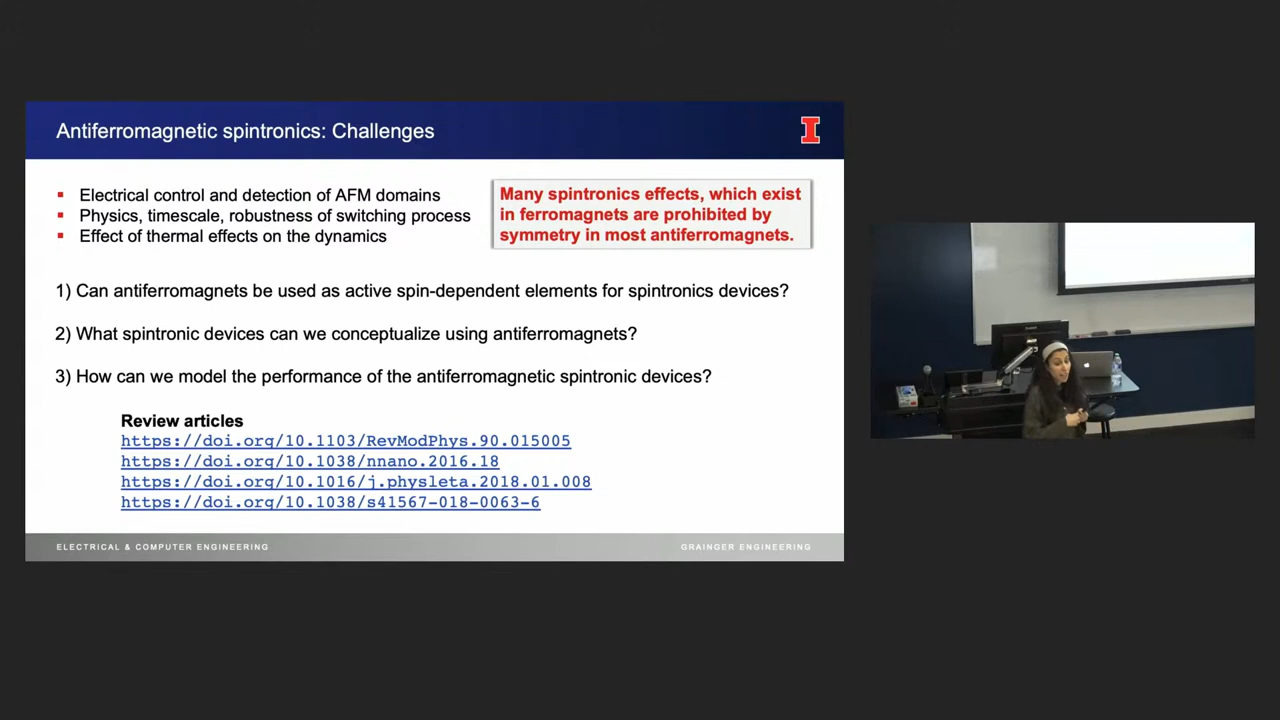 Antiferromagnetic spintronics: Challenges
I
▪ Electrical control and detection of AFM domains
▪ Physics, timescale, robustness of switching process
▪ Effect of thermal effects on the dynamics
Many spintronics effects, which exist
in ferromagnets are prohibited by
symmetry in most antiferromagnets.
1) Can antiferromagnets be used as active spin-dependent elements for spintronics devices?
2) What spintronic devices can we conceptualize using antiferromagnets?
3) How can we model the performance of the antiferromagnetic spintronic devices?
Review articles
https://doi.org/10.1103/RevModPhys.90.015005
https://doi.org/10.1038/nnano.2016.18
https://doi.org/10.1016/j.physleta.2018.01.008
https://doi.org/10.1038/s41567-018-0063-6
ELECTRICAL & COMPUTER ENGINEERING
GRAINGER ENGINEERING